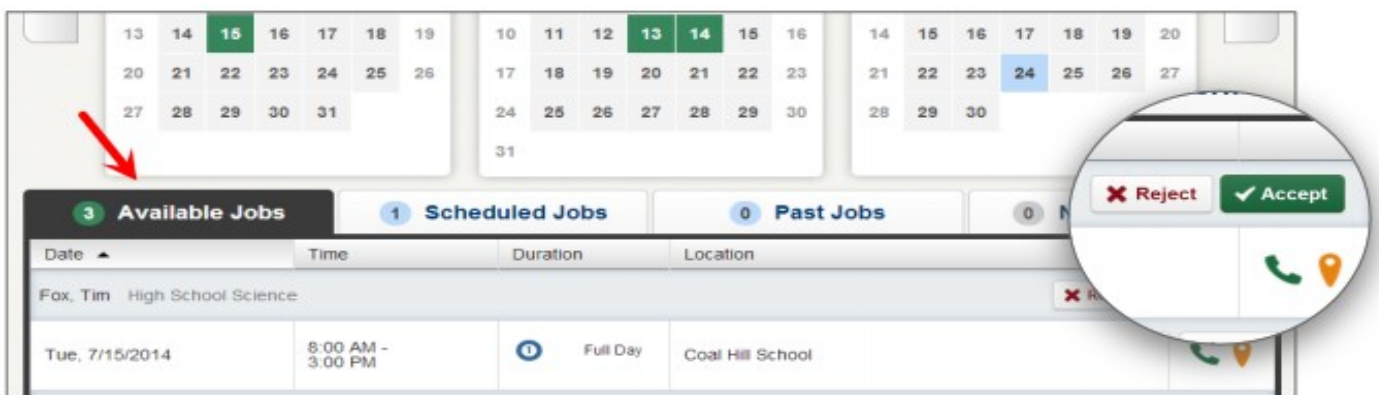 13 14 15 16 17 18 19 10 11 12 13 14 15 16 14 15 16 17 18 19 20
20 21 22 23 24 25 26 17 18 19 20 21 22 23 21 22 23 24 25 26 27
27 28 29 30 31 24 25 26 27 28 29 30 28 29 30
31
Reject Accept
3 Available Jobs 1 Scheduled Jobs 0 Past Jobs 0
Date Time Duration Location
Fox, Tim High School Science
Tue, 7/15/2014 8:00 AM - 1 Full Day Coal Hill School
3:00 PM